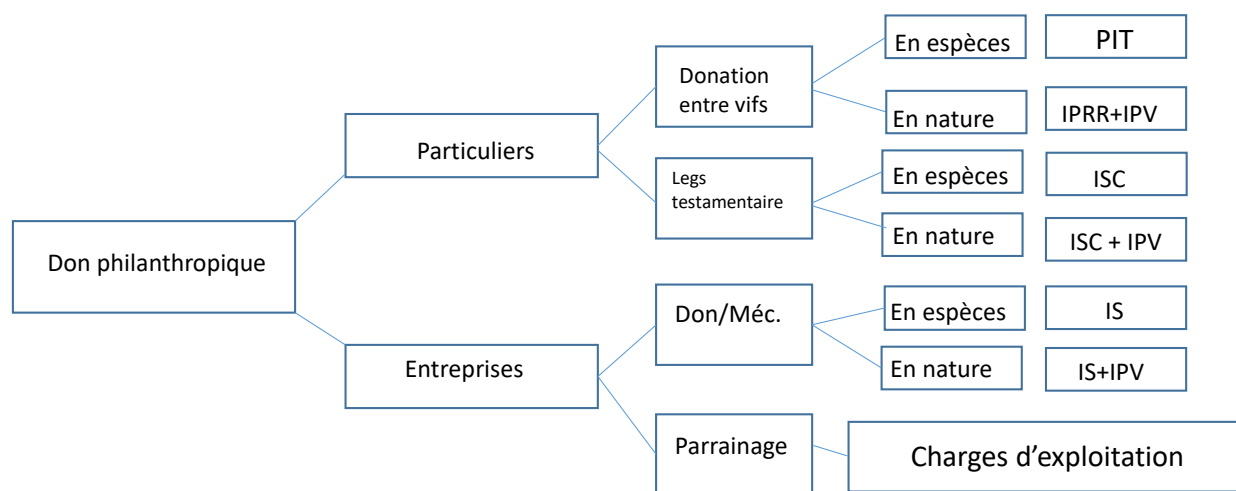 Don philanthropique
Particuliers
Donation
entre vifs
En espèces
PIT
En nature
IPRR+IPV
Legs
testamentaire
En espèces
ISC
En nature
ISC + IPV
Entreprises
Don/Méc.
En espèces
IS
En nature
IS+IPV
Parrainage
Charges d’exploitation